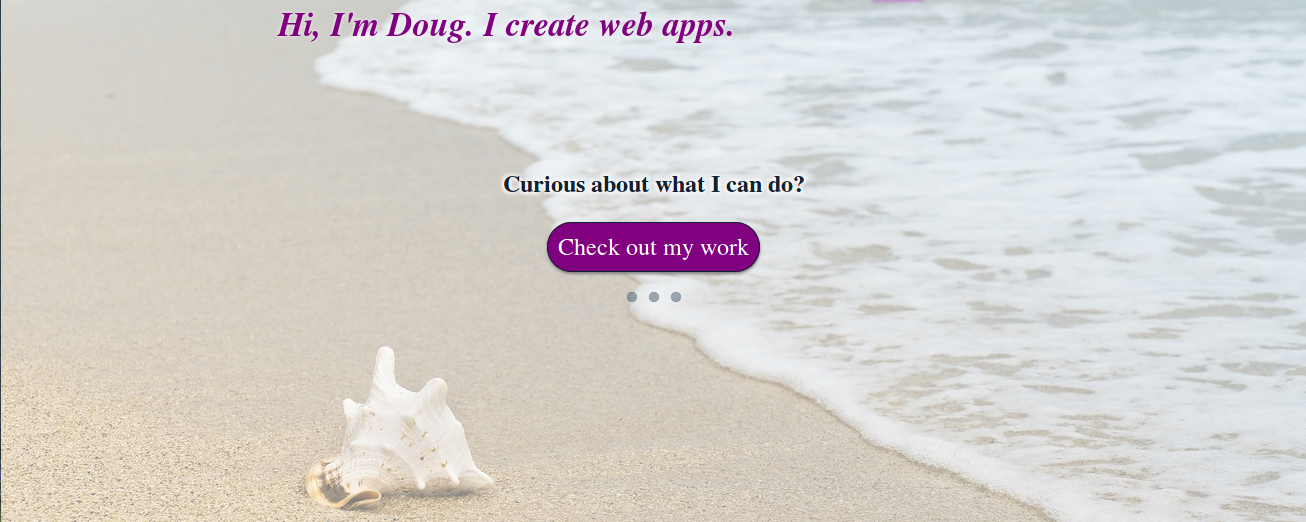 Hi, I'm Doug. I create web apps.
Curious about what I can do?
Check out my work